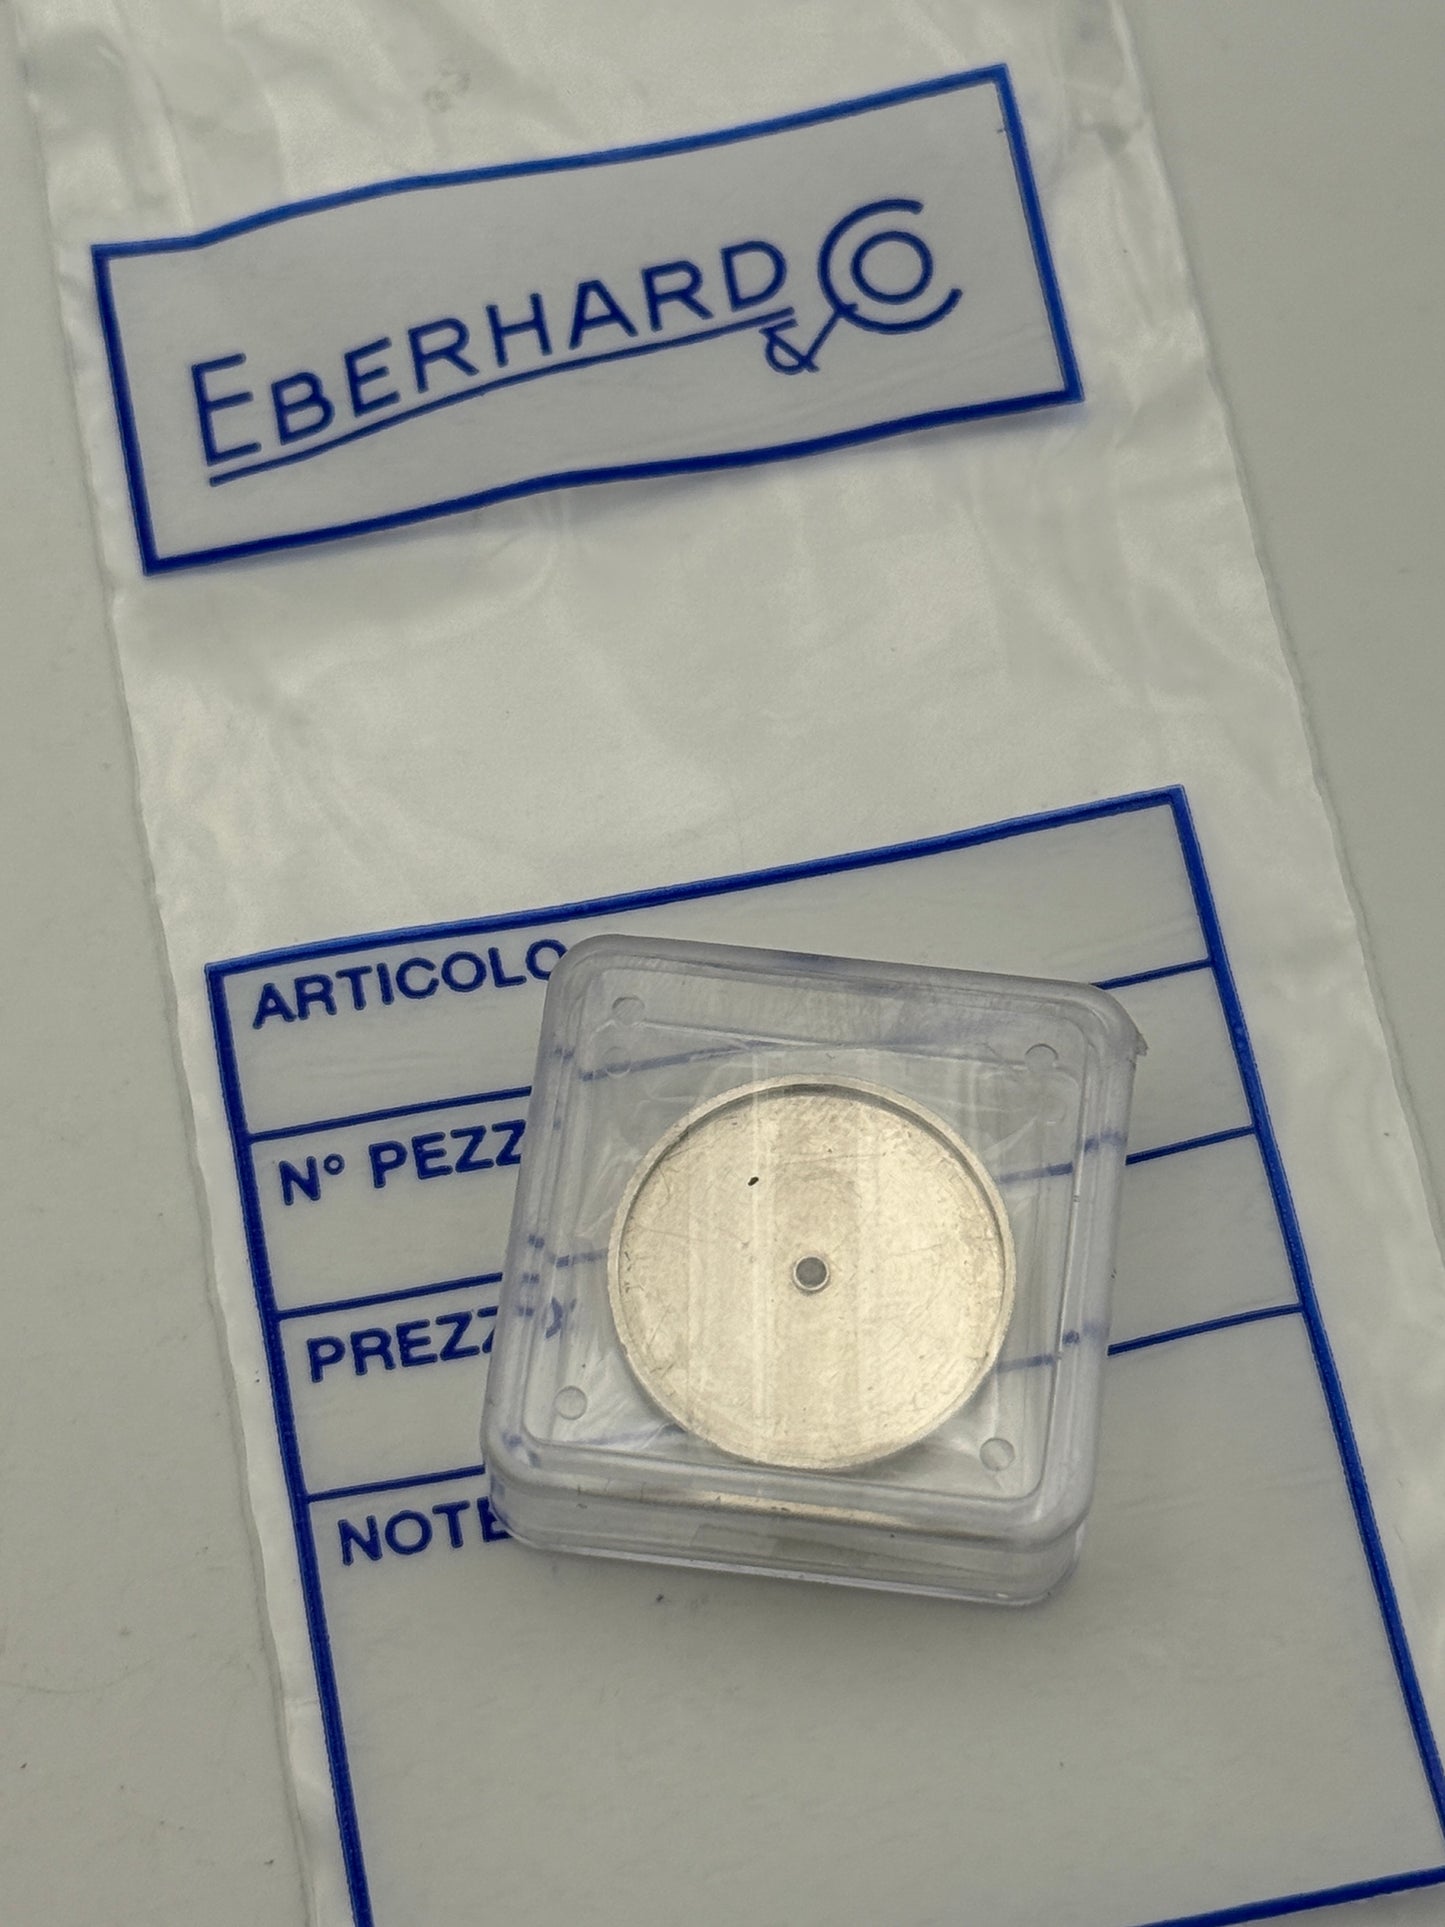 EBERHARD & CO
ARTICOLO
N° PEZZ
PREZZ
NOTE